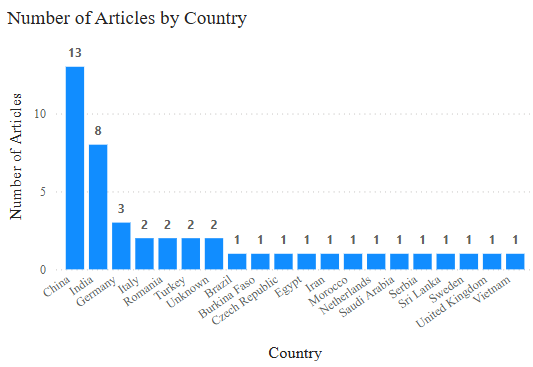 Number of Articles by Country
Number of Articles
13
8
3
2
2
2
2
1
1
1
1
1
1
1
1
1
1
1
1
1
10
5
0
China
India
Germany
Italy
Romania
Turkey
Unknown
Brazil
Burkina Faso
Czech Republic
Egypt
Iran
Morocco
Netherlands
Saudi Arabia
Serbia
Sri Lanka
Sweden
United Kingdom
Vietnam
Country